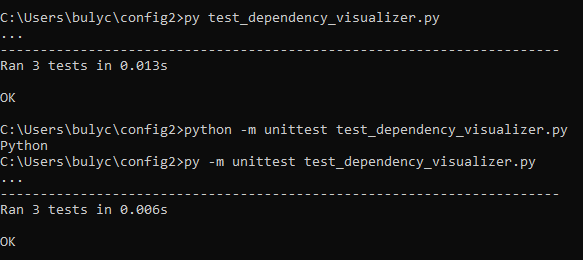 C:\Users\bulyc\config2>py test_dependency_visualizer.py
...
----------------------------------------------------------------------
Ran 3 tests in 0.013s
OK
C:\Users\bulyc\config2>python -m unittest test_dependency_visualizer.py
Python
C:\Users\bulyc\config2>py -m unittest test_dependency_visualizer.py
...
----------------------------------------------------------------------
Ran 3 tests in 0.006s
OK